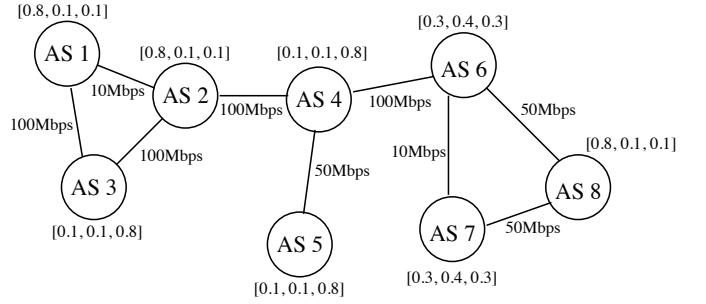 [0.8, 0.1, 0.1]
AS 1
[0.8, 0.1, 0.1]
[0.1, 0.1, 0.8]
[0.3, 0.4, 0.3]
10Mbps
AS 2
100Mbps
AS 4
100Mbps
AS 6
50Mbps
100Mbps
100Mbps
10Mbps
[0.8, 0.1, 0.1]
AS 3
50Mbps
AS 8
[0.1, 0.1, 0.8]
AS 5
AS 7
50Mbps
[0.1, 0.1, 0.8]
[0.3, 0.4, 0.3]